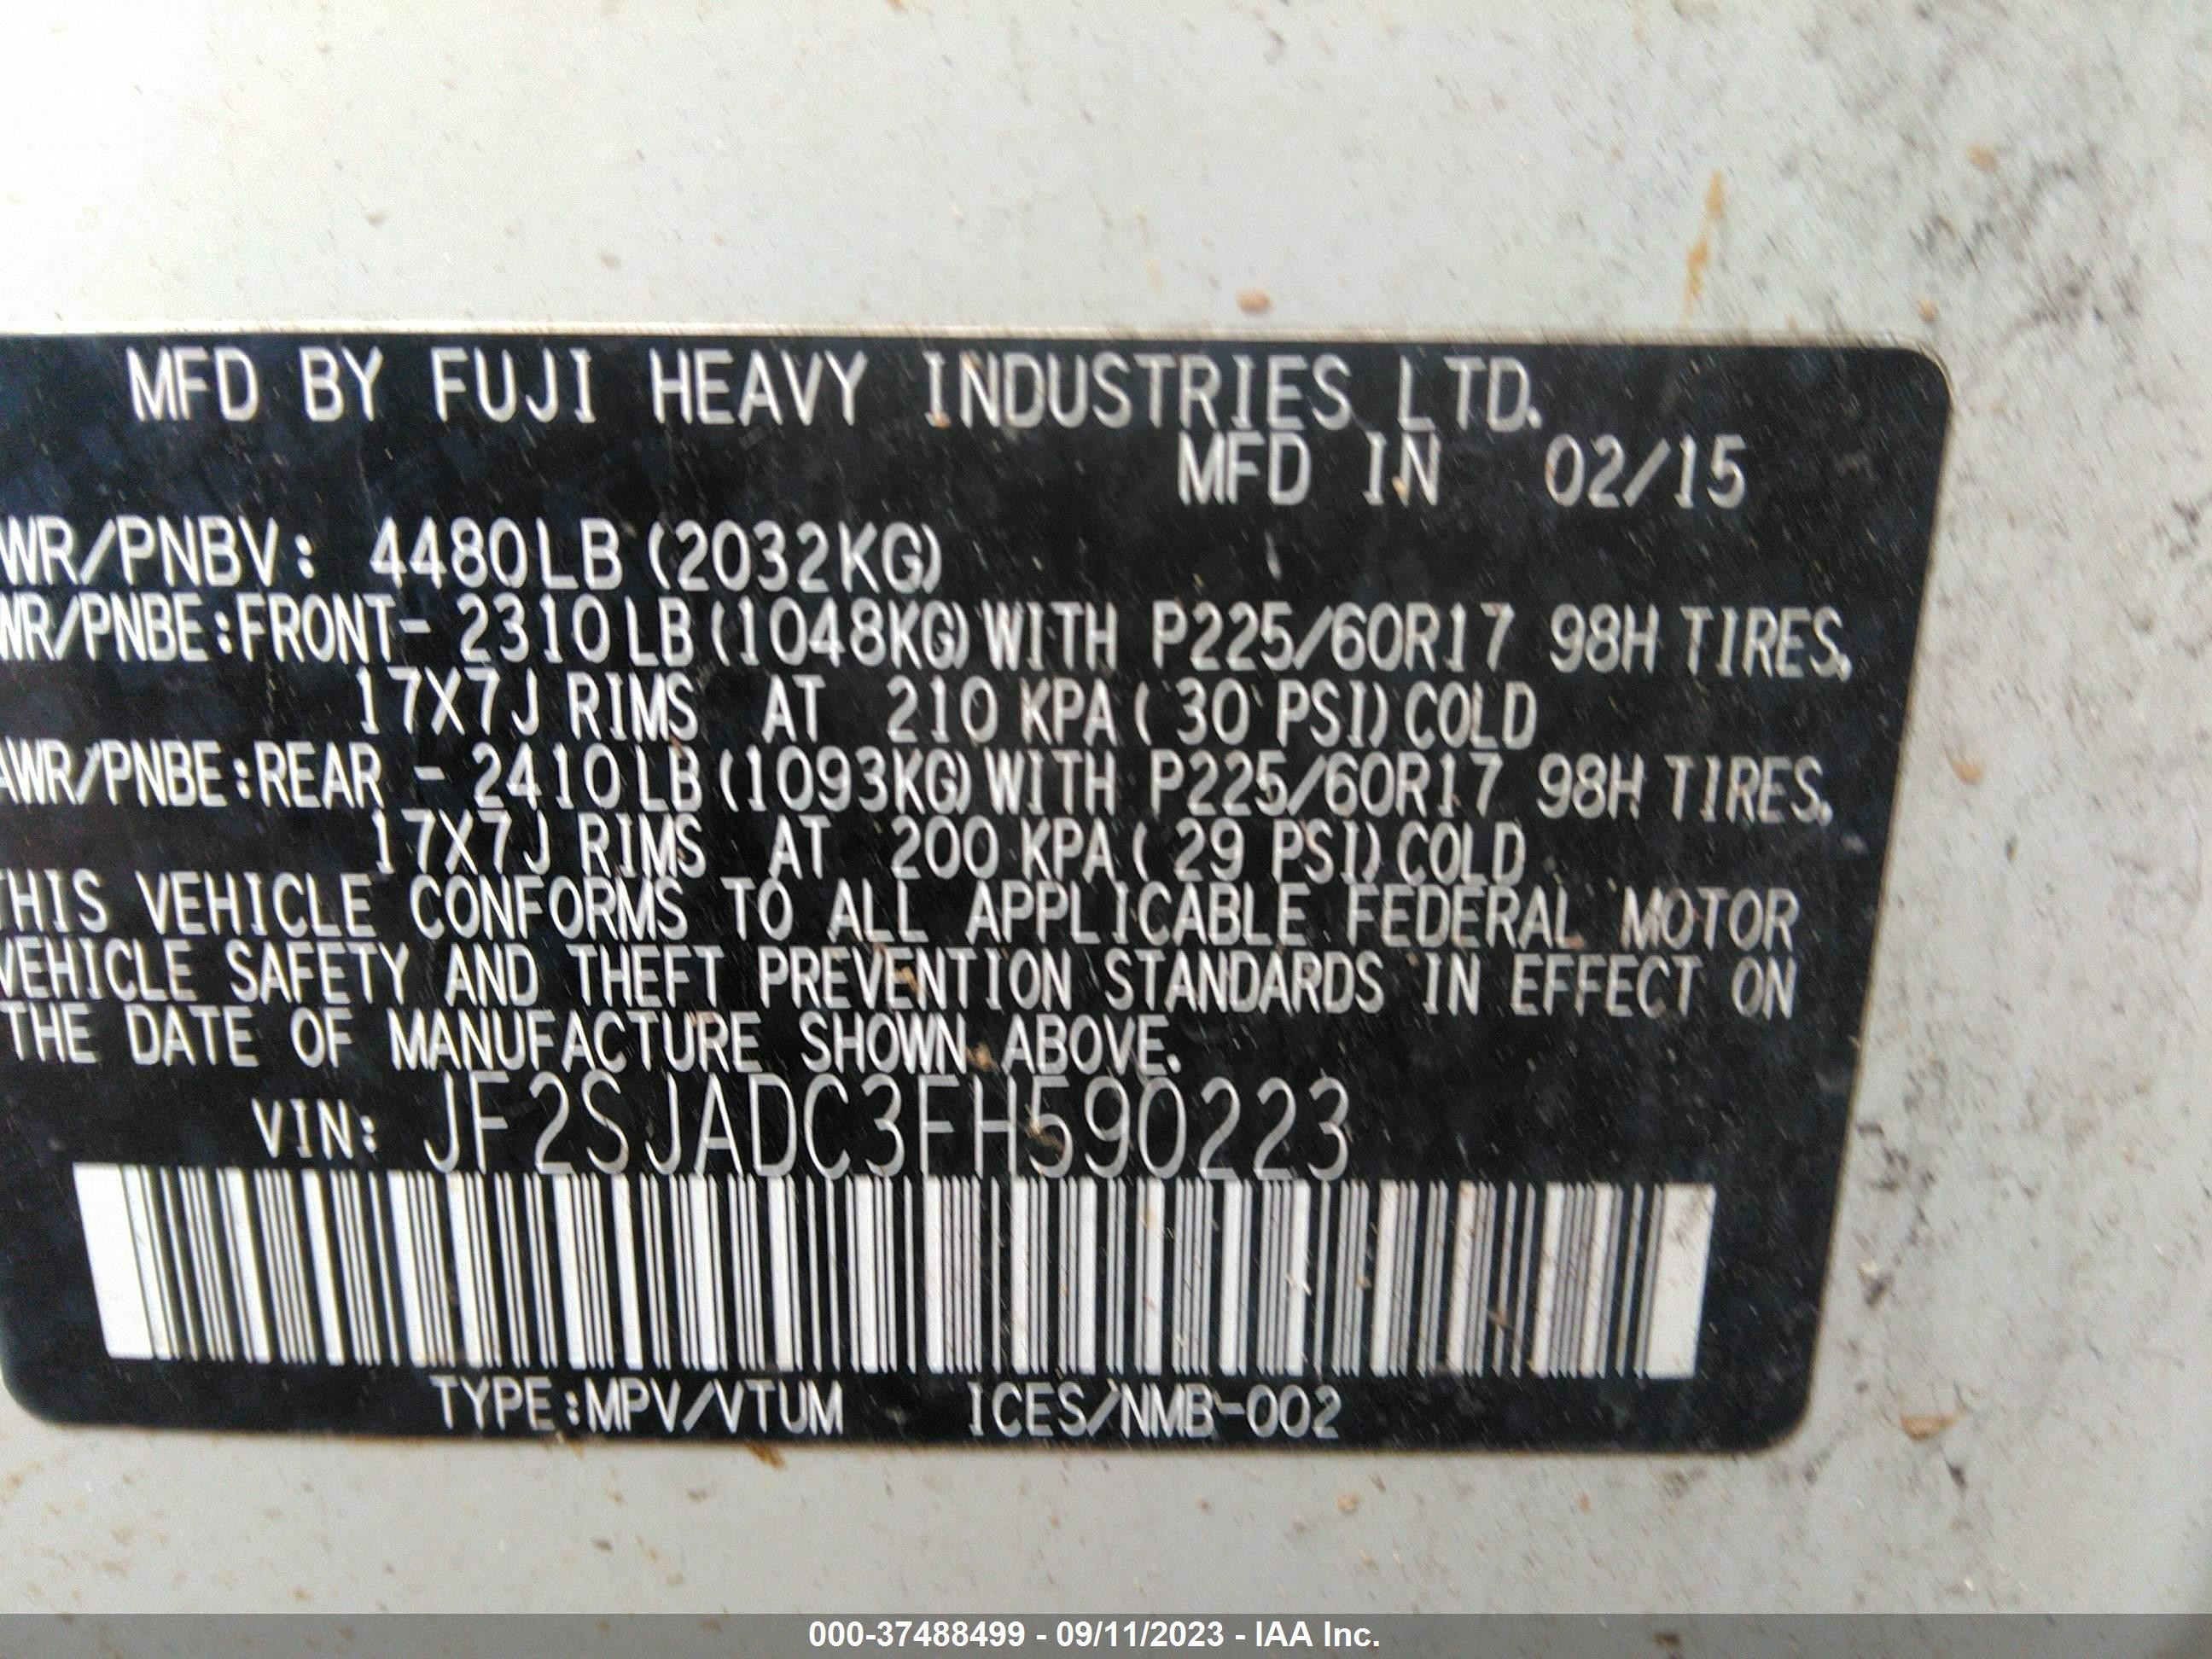 MFD BY FUJI HEAVY INDUSTRIES LTD.
MFD IN 02/15
WR/PNBV: 4480LB (2032KG)
WR/PNBE:FRONT- 2310LB (1048KG) WITH P225/60R17 98H TIRES,
17X7J RIMS AT 210 KPA ( 30 PSI) COLD
AWR/PNBE:REAR - 2410LB (1093KG) WITH P225/60R17 98H TIRES,
17X7J RIMS AT 200 KPA ( 29 PSI) COLD
THIS VEHICLE CONFORMS TO ALL APPLICABLE FEDERAL MOTOR
VEHICLE SAFETY AND THEFT PREVENTION STANDARDS IN EFFECT ON
THE DATE OF MANUFACTURE SHOWN ABOVE.
VIN: JF2SJADC3FH590223
TYPE:MPV/VTUM ICES/NMB-002
000-37488499 - 09/11/2023 - IAA Inc.